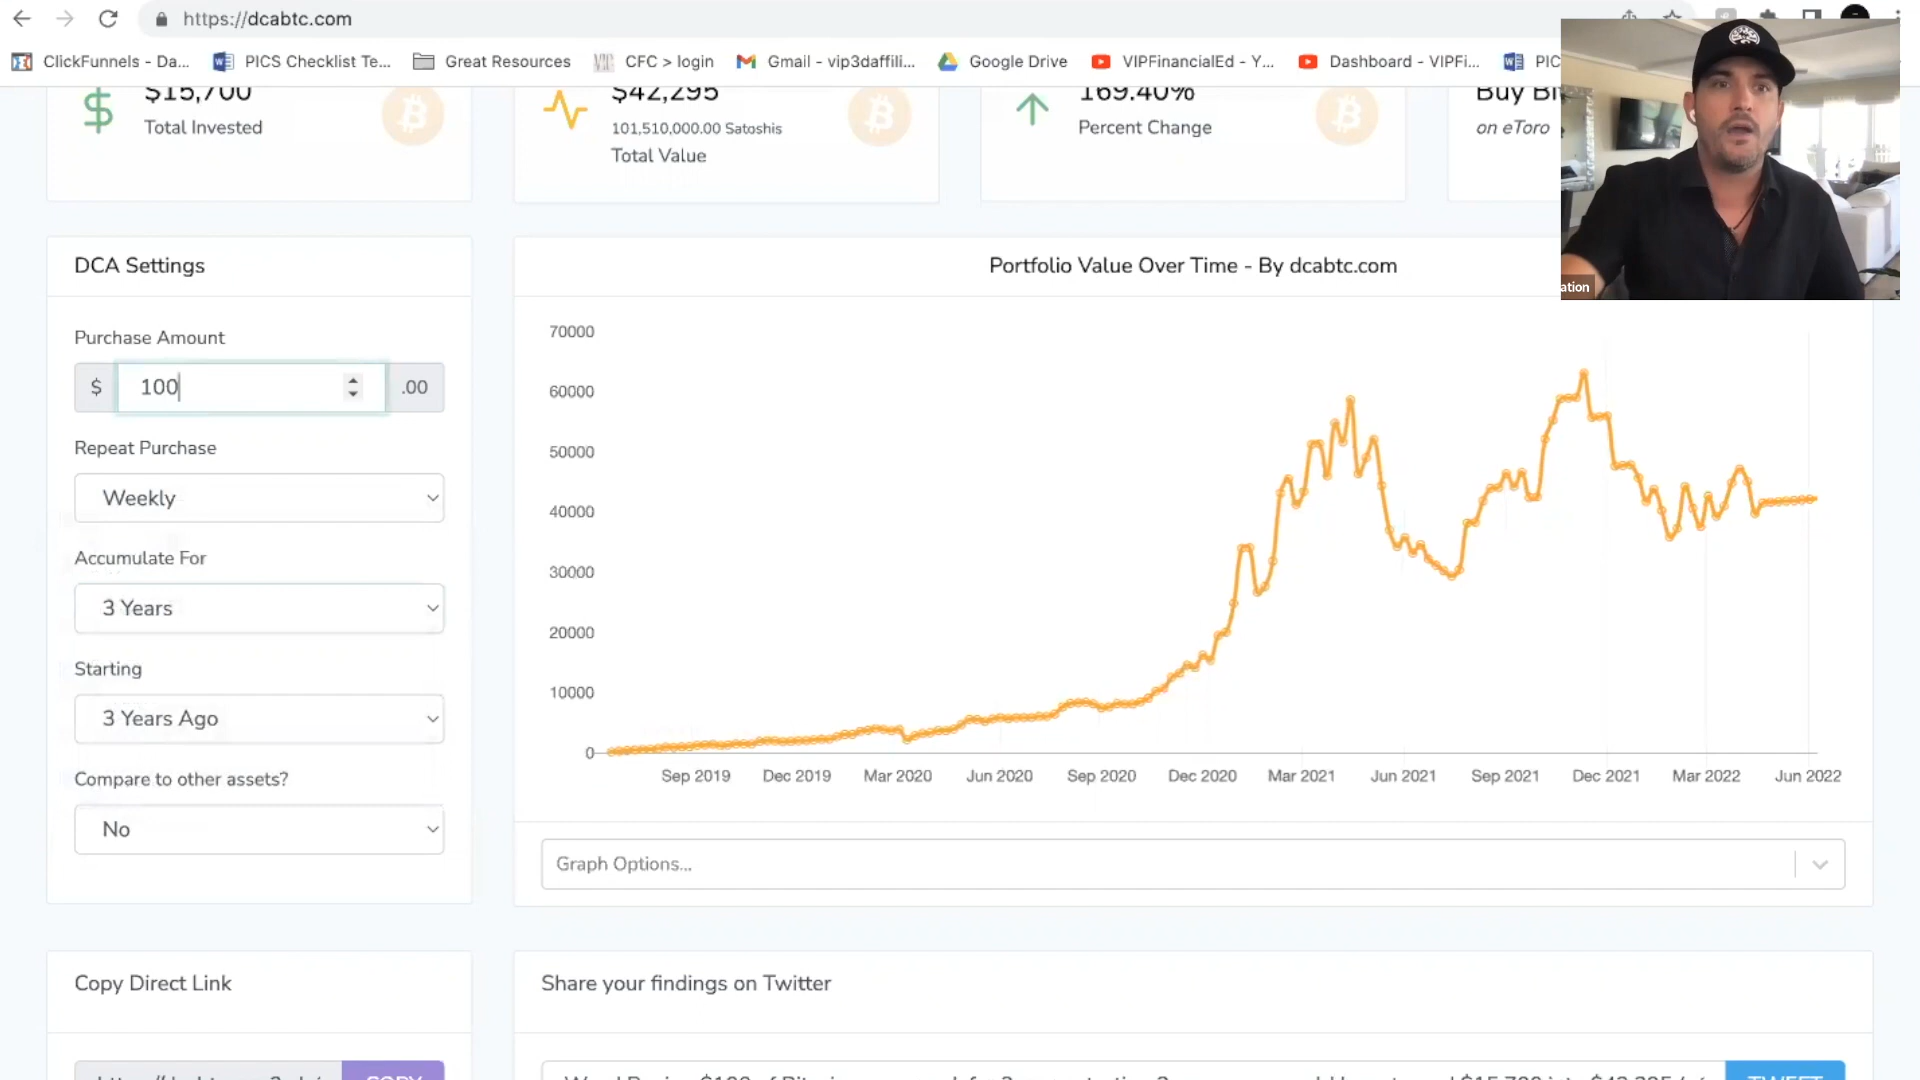 https://dcabtc.com
ClickFunnels - Da...
PICS Checklist Te...
Great Resources
CFC > login
Gmail - vip3daffili...
Google Drive
VIPFinancialEd - Y...
Dashboard - VIPFi...
PIC
$15,700
Total Invested
$42,295
101,510,000.00 Satoshis
Total Value
169.40%
Percent Change
on eToro
ation
DCA Settings
Purchase Amount
$ 100 .00
Repeat Purchase
Weekly
Accumulate For
3 Years
Starting
3 Years Ago
Compare to other assets?
No
Portfolio Value Over Time - By dcabtc.com
70000
60000
50000
40000
30000
20000
10000
0
Sep 2019 Dec 2019 Mar 2020 Jun 2020 Sep 2020 Dec 2020 Mar 2021 Jun 2021 Sep 2021 Dec 2021 Mar 2022 Jun 2022
Graph Options...
Copy Direct Link
COPY
Share your findings on Twitter
TWEET